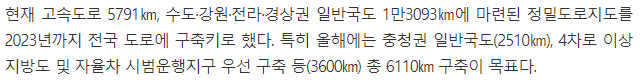 현재 고속도로 5791㎞, 수도·강원·전라·경상권 일반국도 1만3093㎞에 마련된 정밀도로지도를
2023년까지 전국 도로에 구축키로 했다. 특히 올해에는 충청권 일반국도(2510㎞), 4차로 이상
지방도 및 자율차 시범운행지구 우선 구축 등(3600㎞) 총 6110㎞ 구축이 목표다.